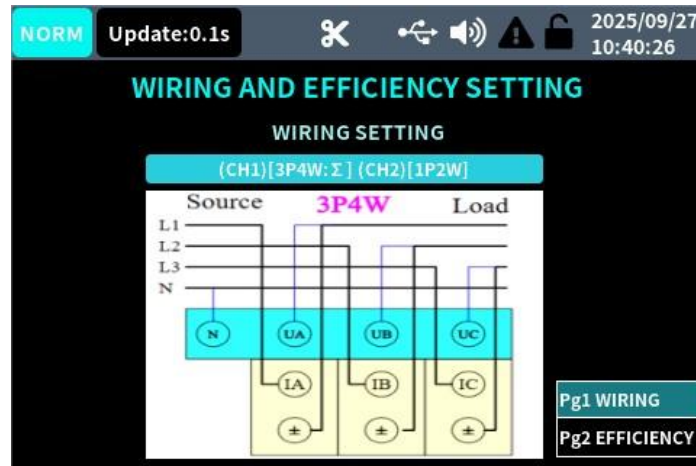 NORM Update:0.1s 2025/09/27
10:40:26
WIRING AND EFFICIENCY SETTING
WIRING SETTING
(CH1)[3P4W:Σ] (CH2)[1P2W]
Source 3P4W Load
L1
L2
L3
N
N UA UB UC
IA IB IC
± ± ±
Pg1 WIRING
Pg2 EFFICIENCY